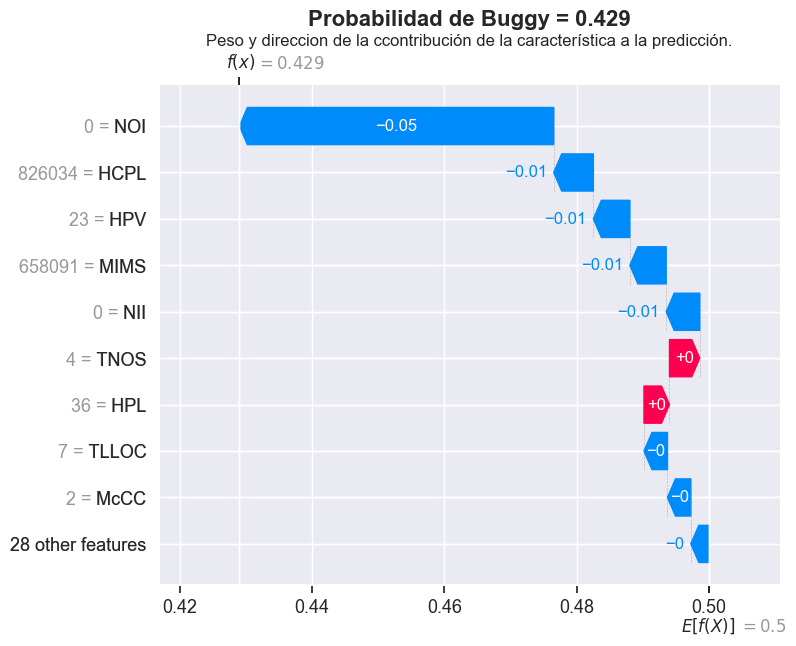 Probabilidad de Buggy = 0.429
Peso y direccion de la ccontribución de la característica a la predicción.
f(x) = 0.429
0 = NOI −0.05
826034 = HCPL −0.01
23 = HPV −0.01
658091 = MIMS −0.01
0 = NII −0.01
4 = TNOS +0
36 = HPL +0
7 = TLLOC −0
2 = McCC −0
28 other features −0
0.42 0.44 0.46 0.48 0.50
E[f(X)] = 0.5